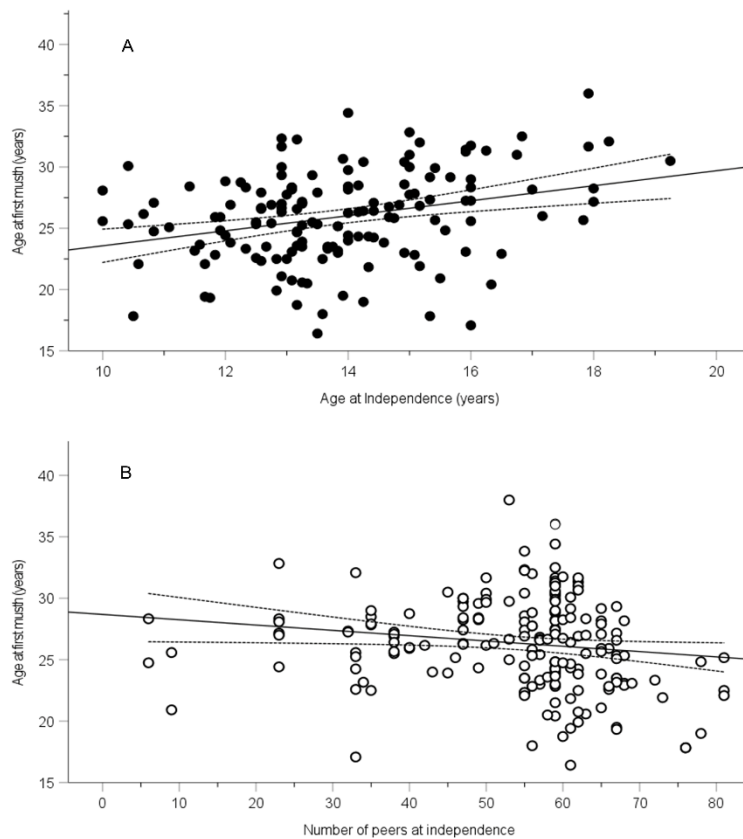 A
40
35
30
25
20
15
Age at first musth (years)
10 12 14 16 18 20
Age at Independence (years)
B
40
35
30
25
20
15
Age at first musth (years)
0 10 20 30 40 50 60 70 80
Number of peers at independence